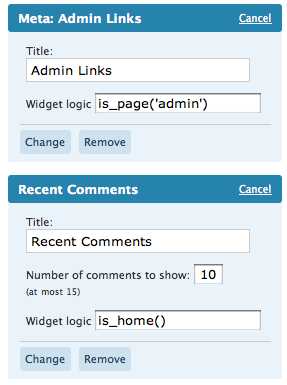 Meta: Admin Links Cancel
Title:
Admin Links
Widget logic is_page('admin')
Change Remove
Recent Comments Cancel
Title:
Recent Comments
Number of comments to show: 10
(at most 15)
Widget logic is_home()
Change Remove